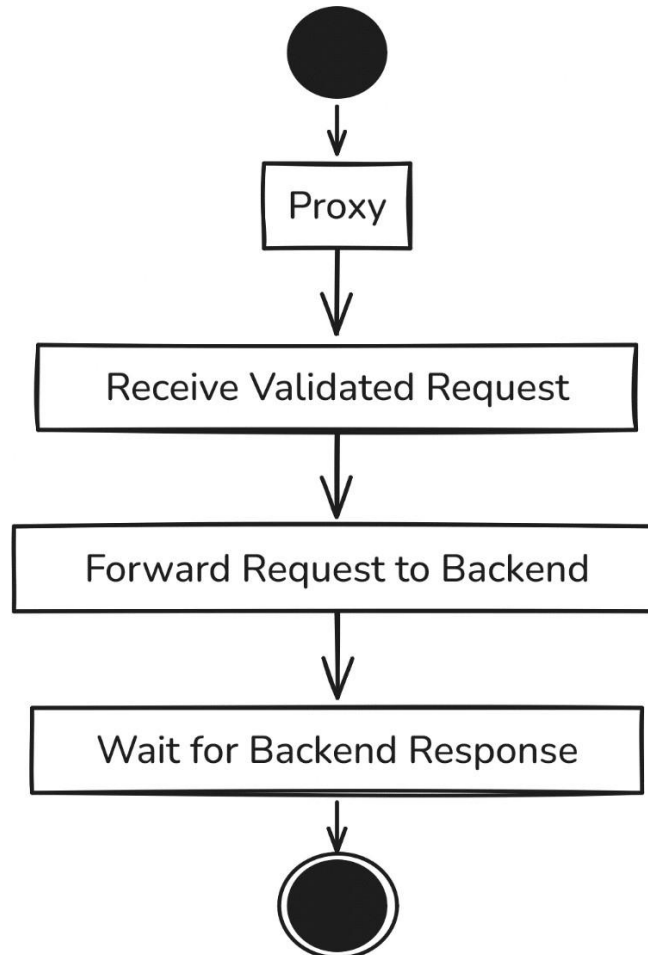 Proxy
Receive Validated Request
Forward Request to Backend
Wait for Backend Response